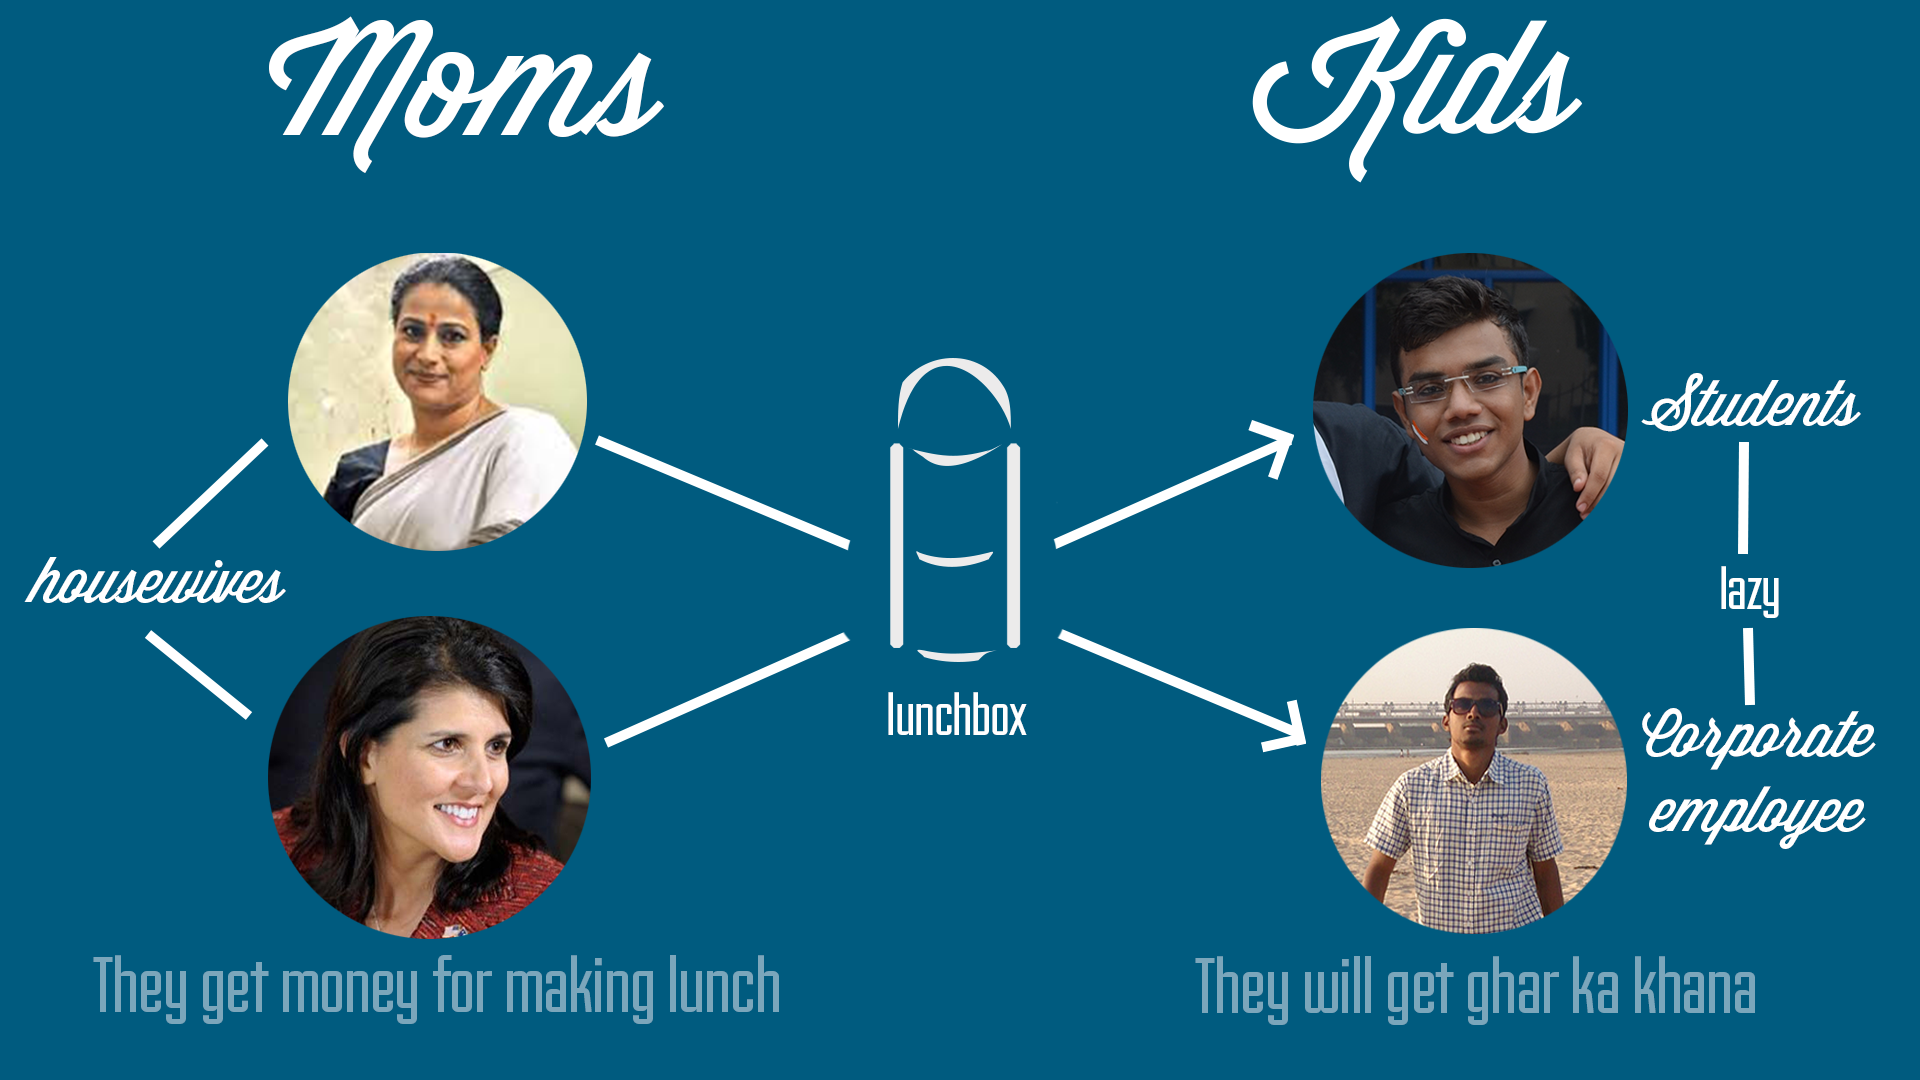 Moms
Kids
Students
housewives
lazy
lunchbox
Corporate
employee
They get money for making lunch
They will get ghar ka khana